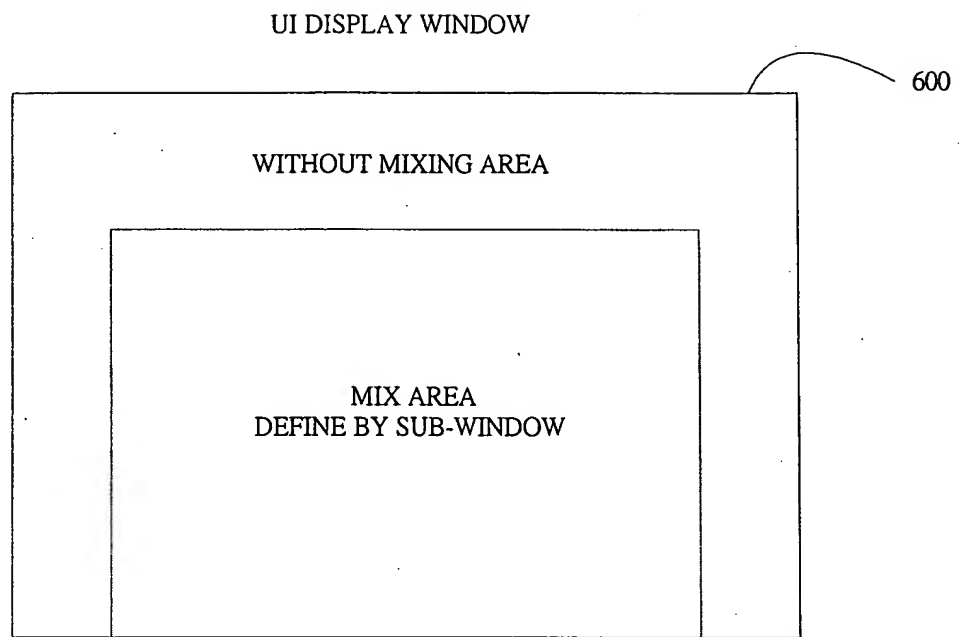 UI DISPLAY WINDOW
600
WITHOUT MIXING AREA
MIX AREA
DEFINE BY SUB-WINDOW